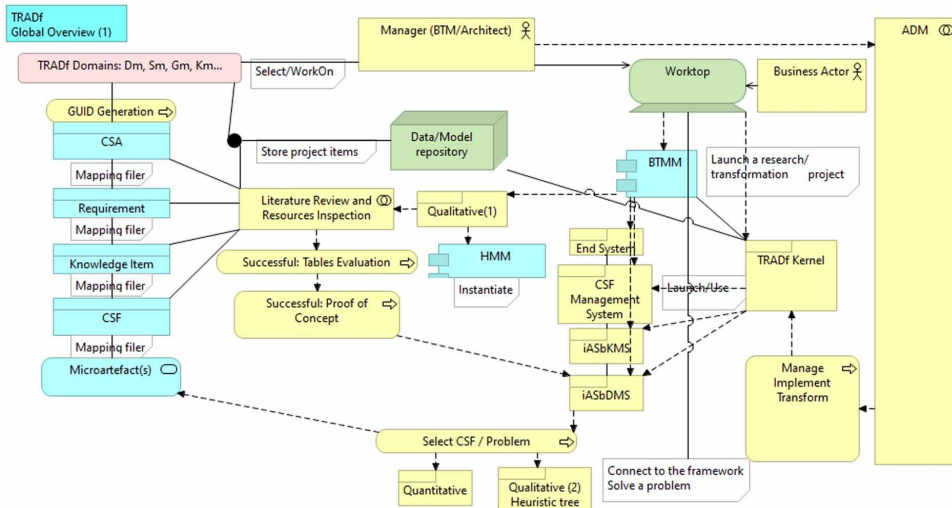 TRADf
Global Overview (1)
Manager (BTM/Architect)
ADM
TRADf Domains: Dm, Sm, Gm, Km...
Select/WorkOn
Worktop
Business Actor
GUID Generation
CSA
Store project items
Data/Model
repository
BTMM
Launch a research/
transformation project
Mapping filer
Requirement
Literature Review and
Resources Inspection
Qualitative(1)
Mapping filer
Knowledge Item
Successful: Tables Evaluation
HMM
End System
TRADf Kernel
Mapping filer
Instantiate
CSF
Management
System
Launch/Use
CSF
Successful: Proof of
Concept
Mapping filer
iASbKMS
Microartefact(s)
iASbDMS
Manage
Implement
Transform
Select CSF / Problem
Quantitative
Qualitative (2)
Heuristic tree
Connect to the framework
Solve a problem